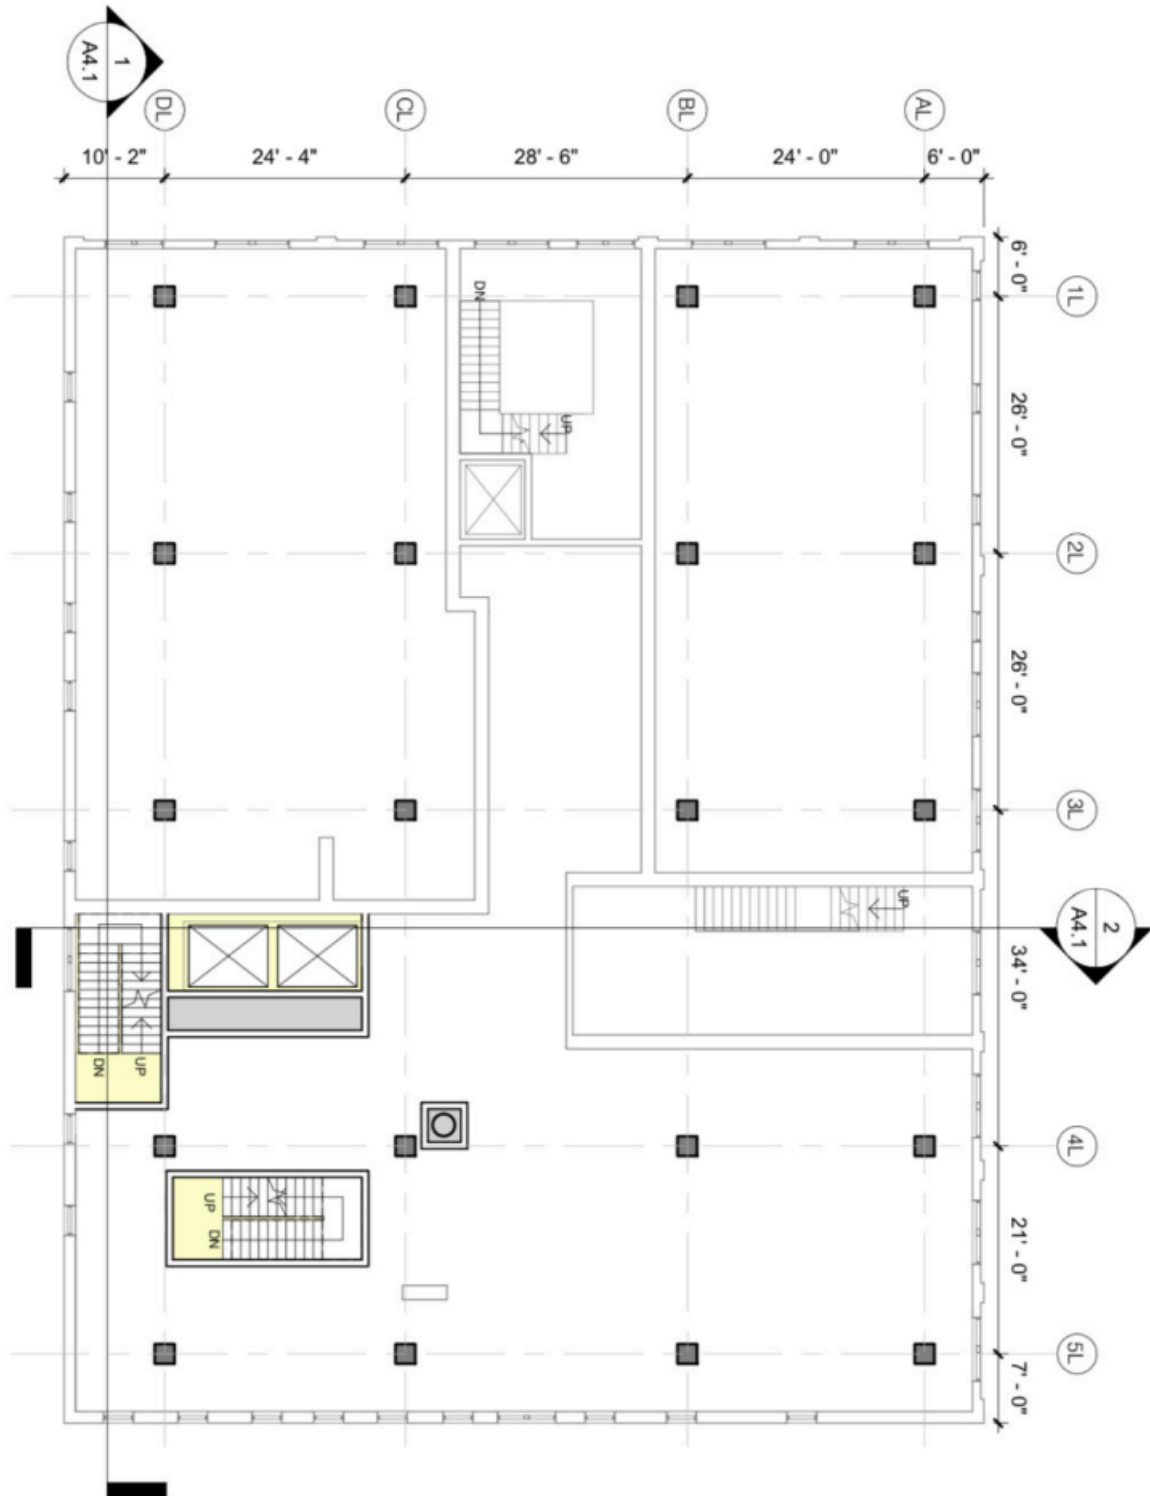 1
A4.1
DL
CL
BL
AL
10' - 2"
24' - 4"
28' - 6"
24' - 0"
6' - 0"
6' - 0"
1L
DN
26' - 0"
UP
2L
26' - 0"
3L
UP
2
A4.1
34' - 0"
DN
UP
4L
UP
DN
21' - 0"
5L
7' - 0"